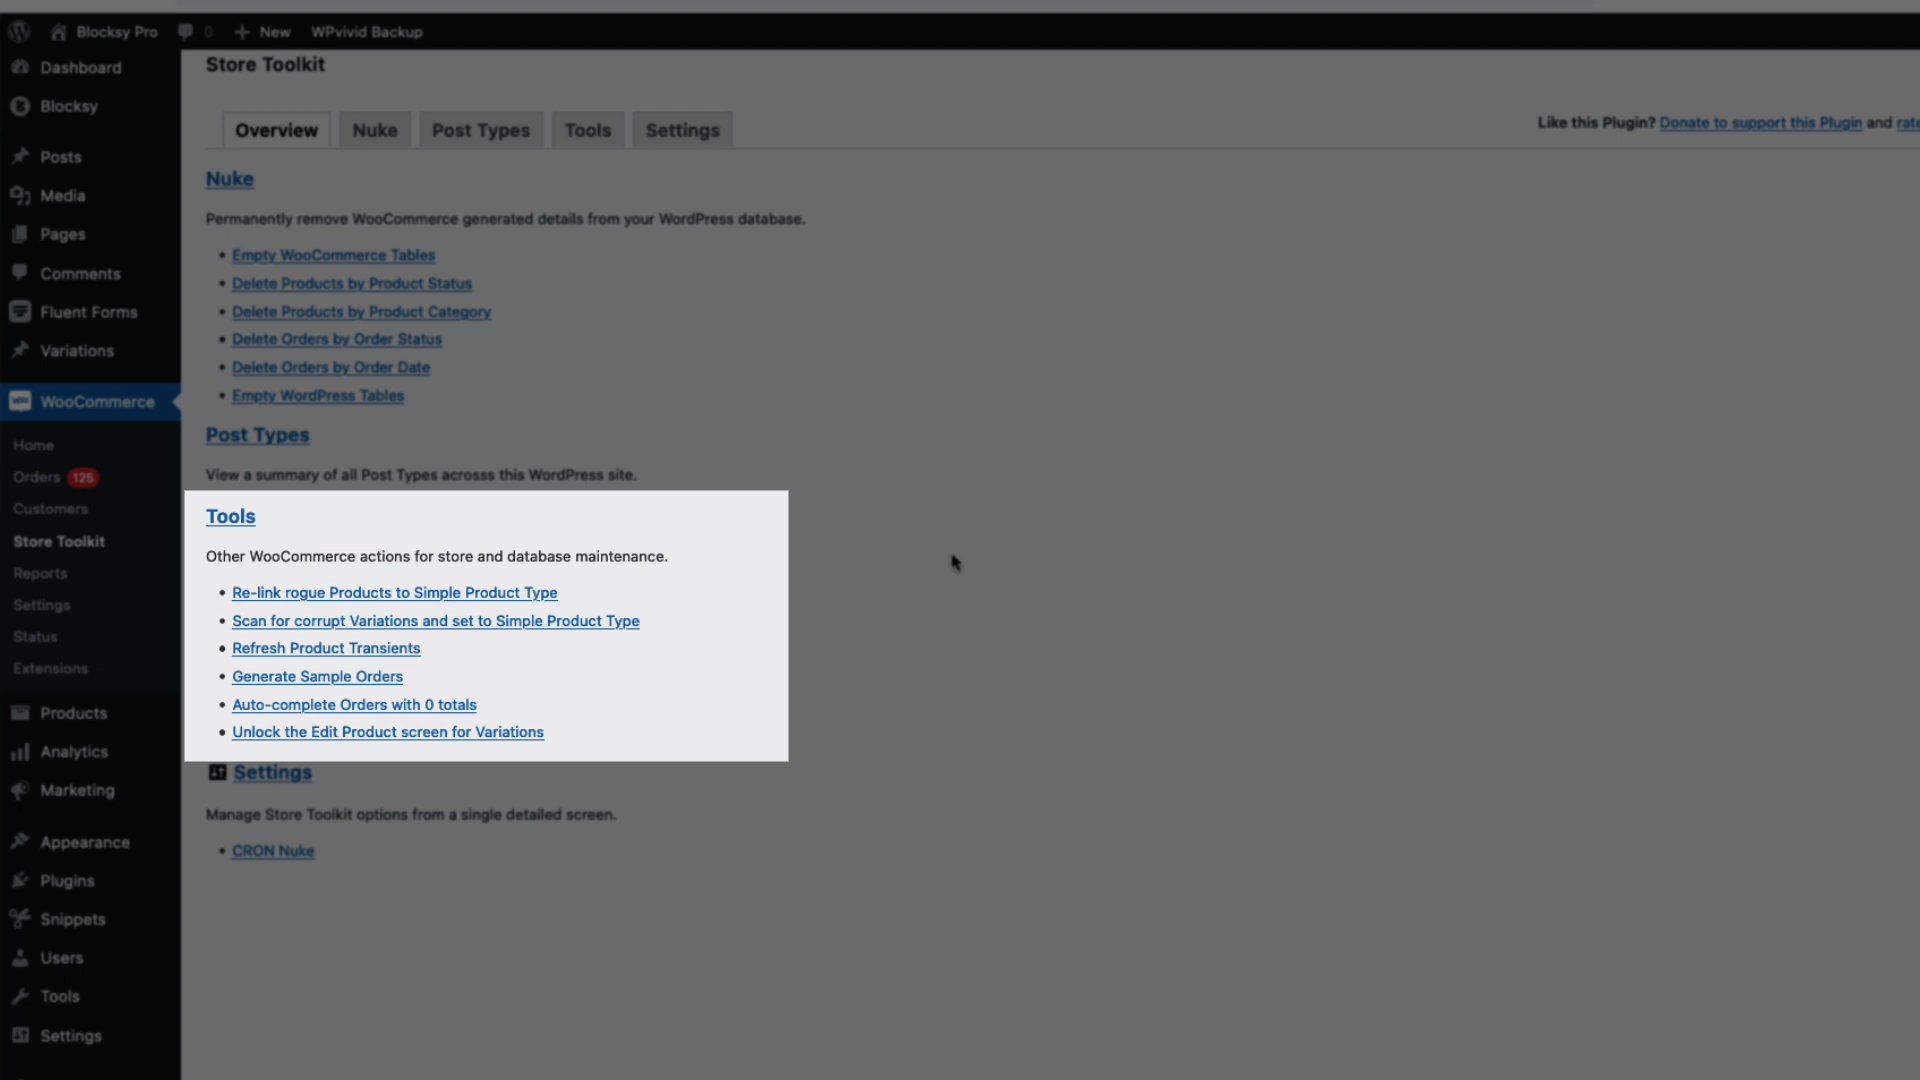 Blocksy Pro
0
New
WPvivid Backup
Dashboard
Blocksy
Posts
Media
Pages
Comments
Fluent Forms
Variations
WooCommerce
Home
Orders 125
Customers
Store Toolkit
Reports
Settings
Status
Extensions
Products
Analytics
Marketing
Appearance
Plugins
Snippets
Users
Tools
Settings
Store Toolkit
Overview
Nuke
Post Types
Tools
Settings
Like this Plugin? Donate to support this Plugin and rate
Nuke
Permanently remove WooCommerce generated details from your WordPress database.
• Empty WooCommerce Tables
• Delete Products by Product Status
• Delete Products by Product Category
• Delete Orders by Order Status
• Delete Orders by Order Date
• Empty WordPress Tables
Post Types
View a summary of all Post Types acrosss this WordPress site.
Tools
Other WooCommerce actions for store and database maintenance.
• Re-link rogue Products to Simple Product Type
• Scan for corrupt Variations and set to Simple Product Type
• Refresh Product Transients
• Generate Sample Orders
• Auto-complete Orders with 0 totals
• Unlock the Edit Product screen for Variations
Settings
Manage Store Toolkit options from a single detailed screen.
• CRON Nuke